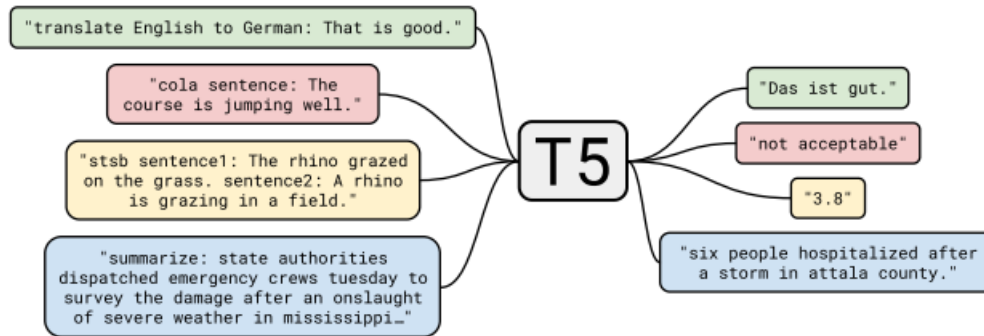 "translate English to German: That is good."
"cola sentence: The
course is jumping well."
"stsb sentence1: The rhino grazed
on the grass. sentence2: A rhino
is grazing in a field."
"summarize: state authorities
dispatched emergency crews tuesday to
survey the damage after an onslaught
of severe weather in mississippi…"
T5
"Das ist gut."
"not acceptable"
"3.8"
"six people hospitalized after
a storm in attala county."